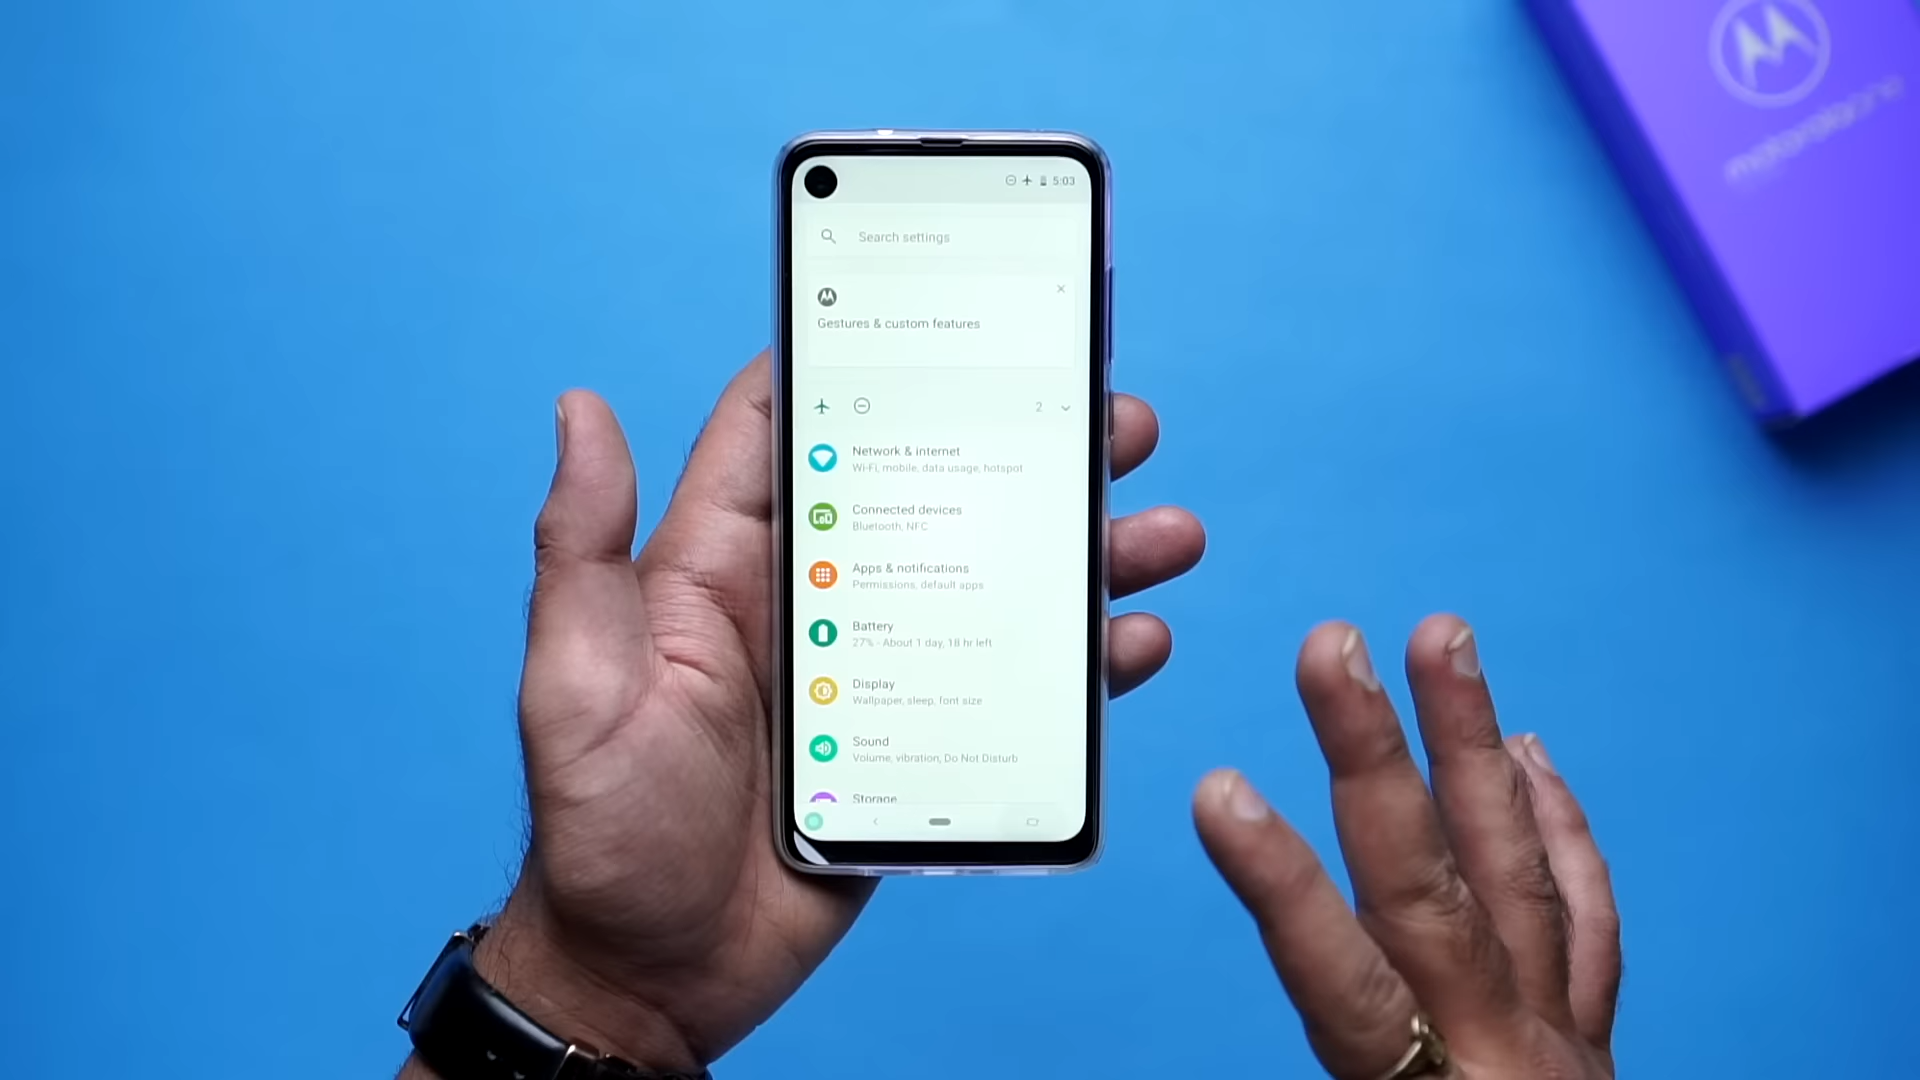 motorola one
5:03
Search settings
Gestures & custom features
2
Network & internet
Wi-Fi, mobile, data usage, hotspot
Connected devices
Bluetooth, NFC
Apps & notifications
Permissions, default apps
Battery
27% - About 1 day, 18 hr left
Display
Wallpaper, sleep, font size
Sound
Volume, vibration, Do Not Disturb
Storage